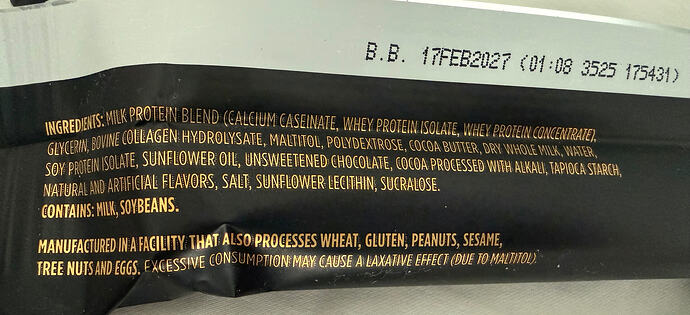 B.B. 17FEB2027 (01:08 3525 175431)
INGREDIENTS: MILK PROTEIN BLEND (CALCIUM CASEINATE, WHEY PROTEIN ISOLATE, WHEY PROTEIN CONCENTRATE),
GLYCERIN, BOVINE COLLAGEN HYDROLYSATE, MALTITOL, POLYDEXTROSE, COCOA BUTTER, DRY WHOLE MILK, WATER,
SOY PROTEIN ISOLATE, SUNFLOWER OIL, UNSWEETENED CHOCOLATE, COCOA PROCESSED WITH ALKALI, TAPIOCA STARCH,
NATURAL AND ARTIFICIAL FLAVORS, SALT, SUNFLOWER LECITHIN, SUCRALOSE.
CONTAINS: MILK, SOYBEANS.
MANUFACTURED IN A FACILITY THAT ALSO PROCESSES WHEAT, GLUTEN, PEANUTS, SESAME,
TREE NUTS AND EGGS. EXCESSIVE CONSUMPTION MAY CAUSE A LAXATIVE EFFECT (DUE TO MALTITOL).